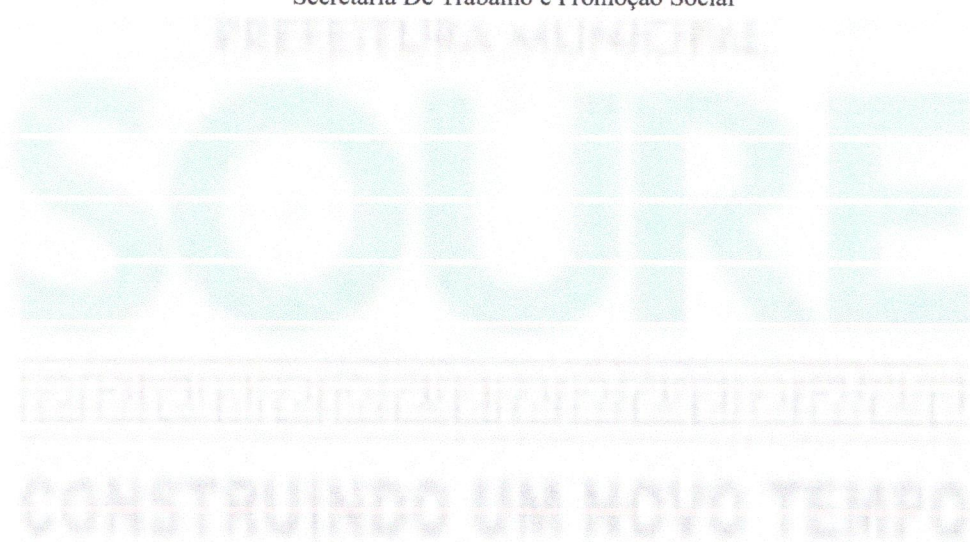 Secretaria De Trabalho e Promoção Social
PREFEITURA MUNICIPAL
SOURE
CONSTRUINDO UM NOVO TEMPO